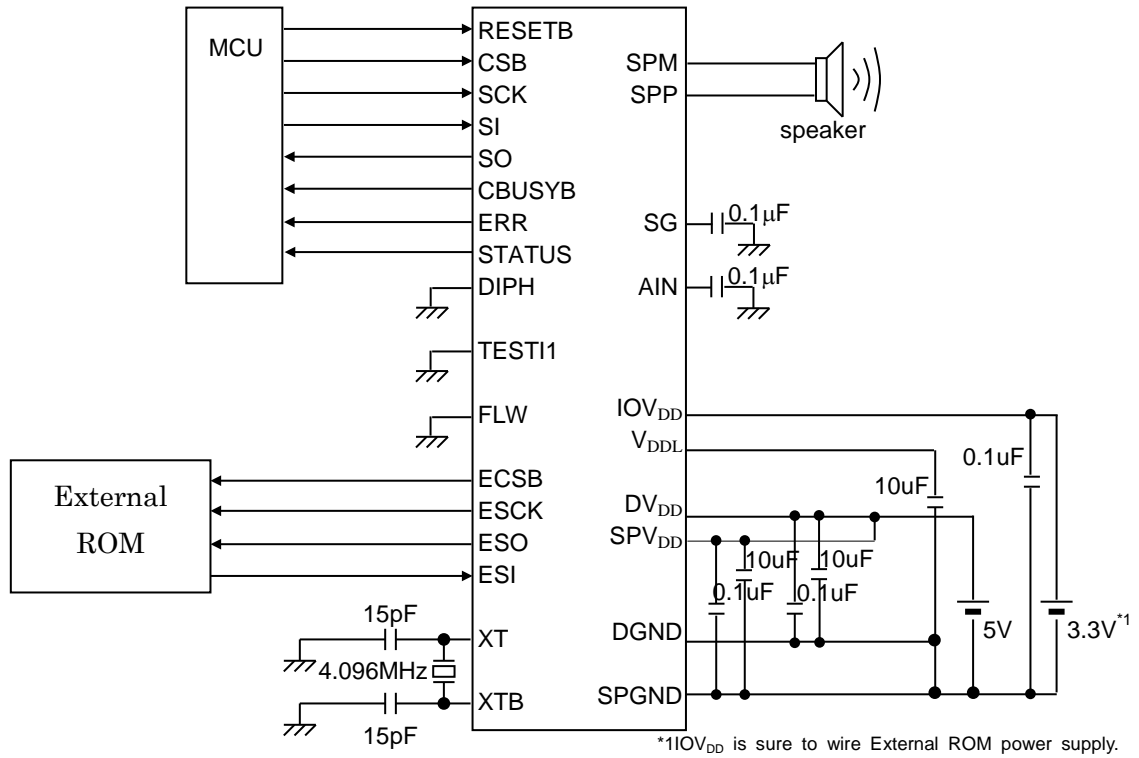 MCU
RESETB
CSB
SCK
SI
SO
CBUSYB
ERR
STATUS
DIPH
TESTI1
FLW
External
ROM
ECSB
ESCK
ESO
ESI
15pF
XT
4.096MHz
XTB
15pF
SPM
SPP
speaker
SG
0.1μF
AIN
0.1μF
IOVDD
VDDL
0.1uF
10uF
DVDD
SPVDD
10uF
10uF
0.1uF
0.1uF
DGND
5V
3.3V*1
SPGND
*1IOVDD is sure to wire External ROM power supply.